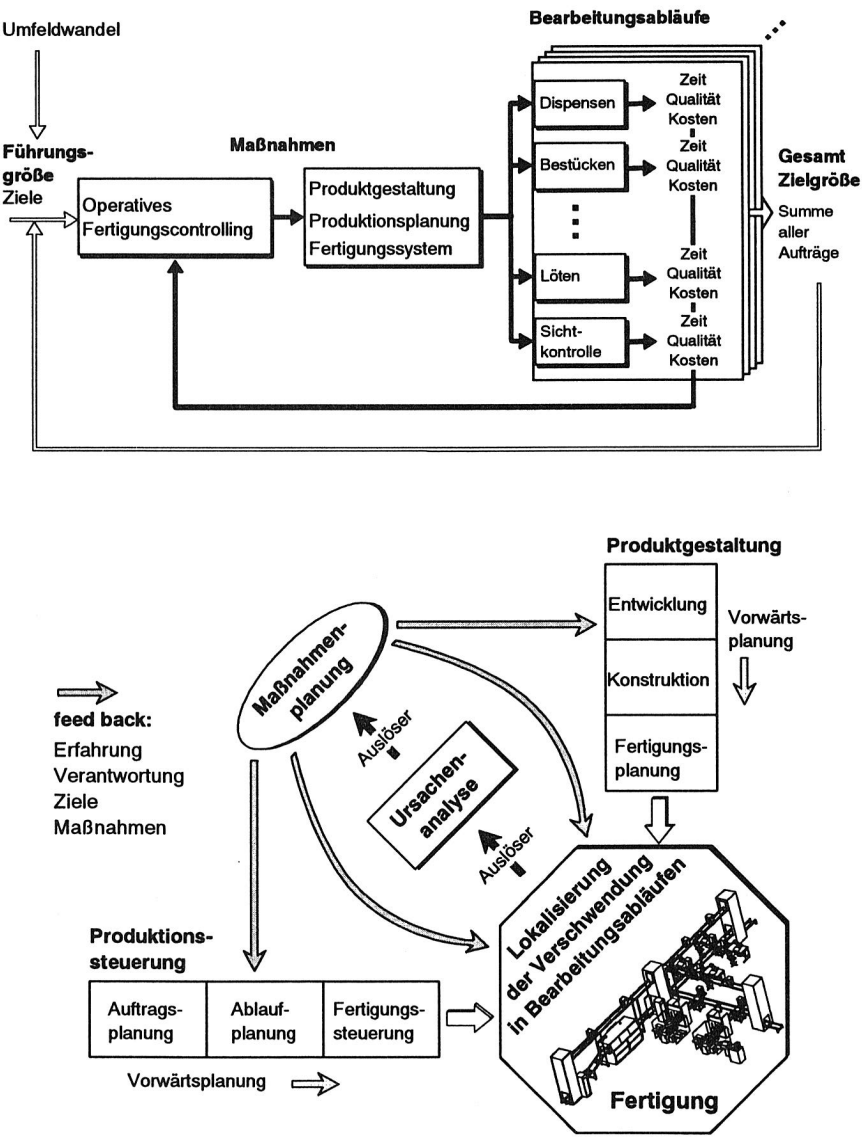 Bearbeitungsabläufe
Umfeldwandel
Führungs-
größe
Ziele
Maßnahmen
Operatives
Fertigungscontrolling
Produktgestaltung
Produktionsplanung
Fertigungssystem
Dispensen
Zeit
Qualität
Kosten
Bestücken
Zeit
Qualität
Kosten
Löten
Zeit
Qualität
Kosten
Sicht-
kontrolle
Zeit
Qualität
Kosten
Gesamt
Zielgröße
Summe
aller
Aufträge
Produktgestaltung
Entwicklung
Konstruktion
Fertigungs-
planung
Vorwärts-
planung
Maßnahmen-
planung
Auslöser
Ursachen-
analyse
Auslöser
feed back:
Erfahrung
Verantwortung
Ziele
Maßnahmen
Produktions-
steuerung
Auftrags-
planung
Ablauf-
planung
Fertigungs-
steuerung
Vorwärtsplanung
Lokalisierung
der Verschwendung
in Bearbeitungsabläufen
Fertigung